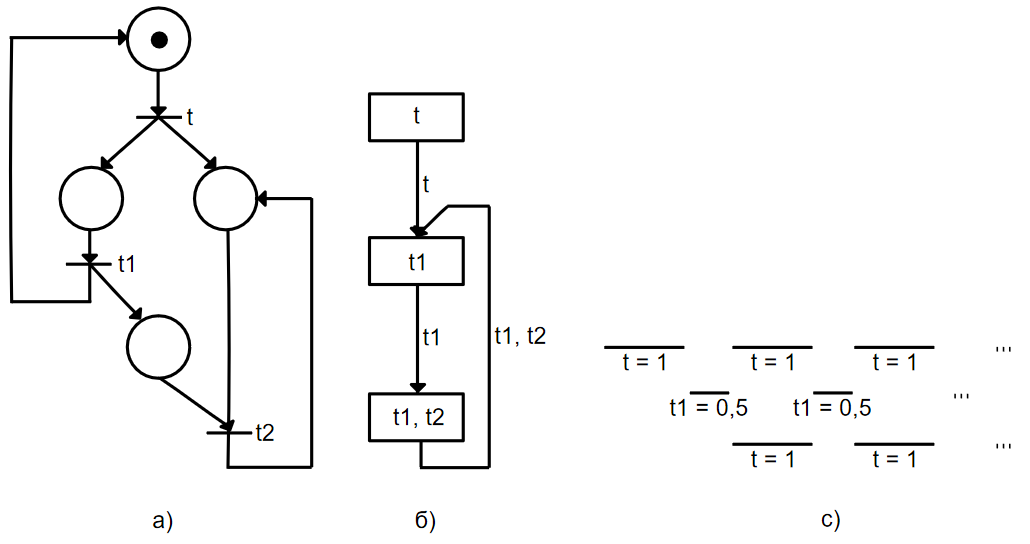 t
t1
t2
а)
t
t
t1
t1
t1, t2
t1, t2
б)
t = 1 t = 1 t = 1 '''
t1 = 0,5 t1 = 0,5 '''
t = 1 t = 1 '''
с)